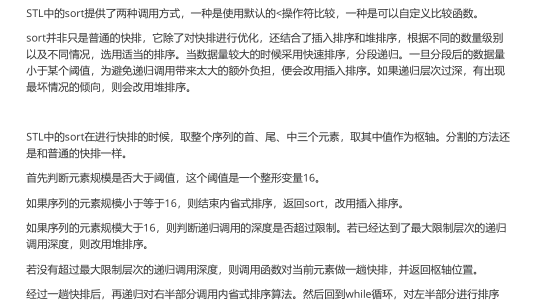 STL中的sort提供了两种调用方式，一种是使用默认的<操作符比较，一种是可以自定义比较函数。
sort并非只是普通的快排，它除了对快排进行优化，还结合了插入排序和堆排序，根据不同的数量级别
以及不同情况，选用适当的排序。当数据量较大的时候采用快速排序，分段递归。一旦分段后的数据量
小于某个阈值，为避免递归调用带来太大的额外负担，便会改用插入排序。如果递归层次过深，有出现
最坏情况的倾向，则会改用堆排序。
STL中的sort在进行快排的时候，取整个序列的首、尾、中三个元素，取其中值作为枢轴。分割的方法还
是和普通的快排一样。
首先判断元素规模是否大于阈值，这个阈值是一个整形变量16。
如果序列的元素规模小于等于16，则结束内省式排序，返回sort，改用插入排序。
如果序列的元素规模大于16，则判断递归调用的深度是否超过限制。若已经达到了最大限制层次的递归
调用深度，则改用堆排序。
若没有超过最大限制层次的递归调用深度，则调用函数对当前元素做一趟快排，并返回枢轴位置。
经过一趟快排后，再递归对右半部分调用内省式排序算法。然后回到while循环，对左半部分进行排序